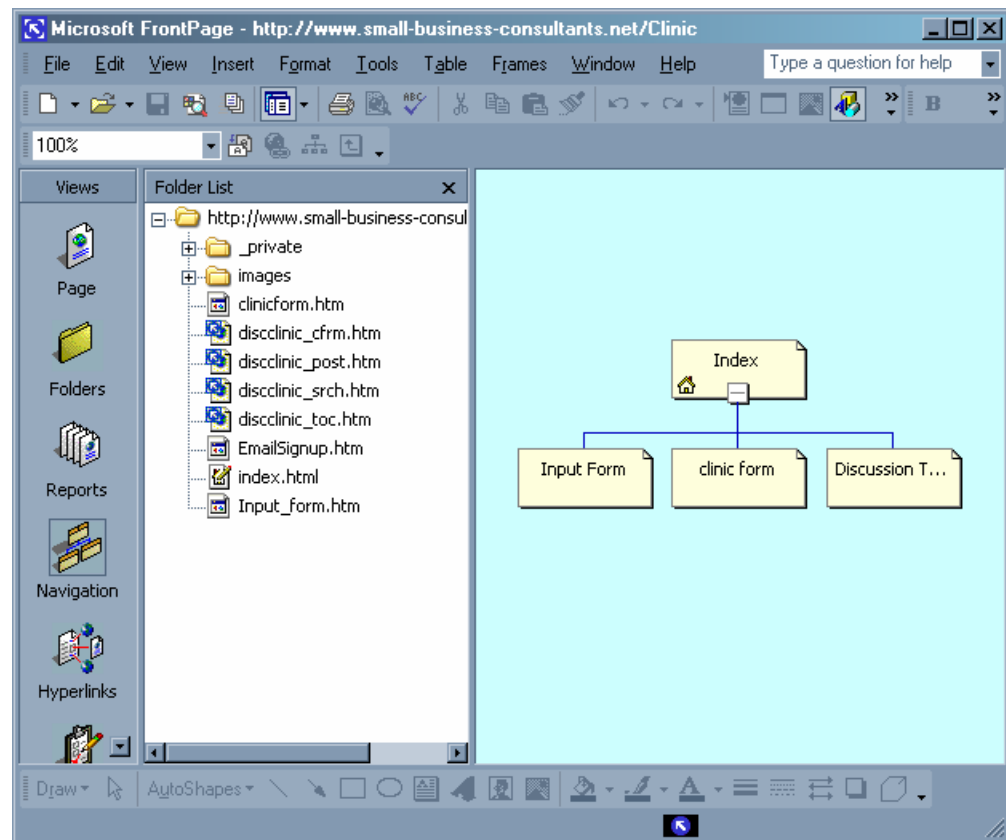 Microsoft FrontPage - http://www.small-business-consultants.net/Clinic
File Edit View Insert Format Tools Table Frames Window Help Type a question for help
ABC B
100%
Views
Folder List
http://www.small-business-consul
_private
images
clinicform.htm
discclinic_cfrm.htm
discclinic_post.htm
discclinic_srch.htm
discclinic_toc.htm
EmailSignup.htm
index.html
Input_form.htm
Page
Folders
Reports
Navigation
Hyperlinks
Index
Input Form clinic form Discussion T...
Draw AutoShapes A